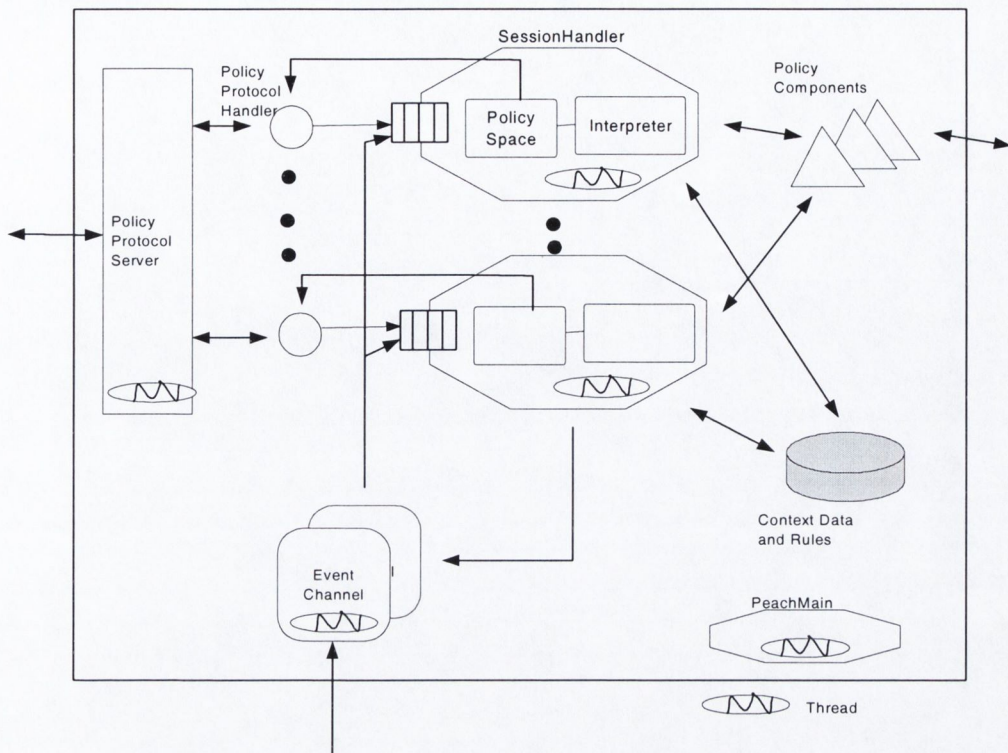 SessionHandler
Policy
Protocol
Handler
Policy
Components
Policy
Space
Interpreter
Policy
Protocol
Server
Context Data
and Rules
Event
Channel
l
PeachMain
Thread